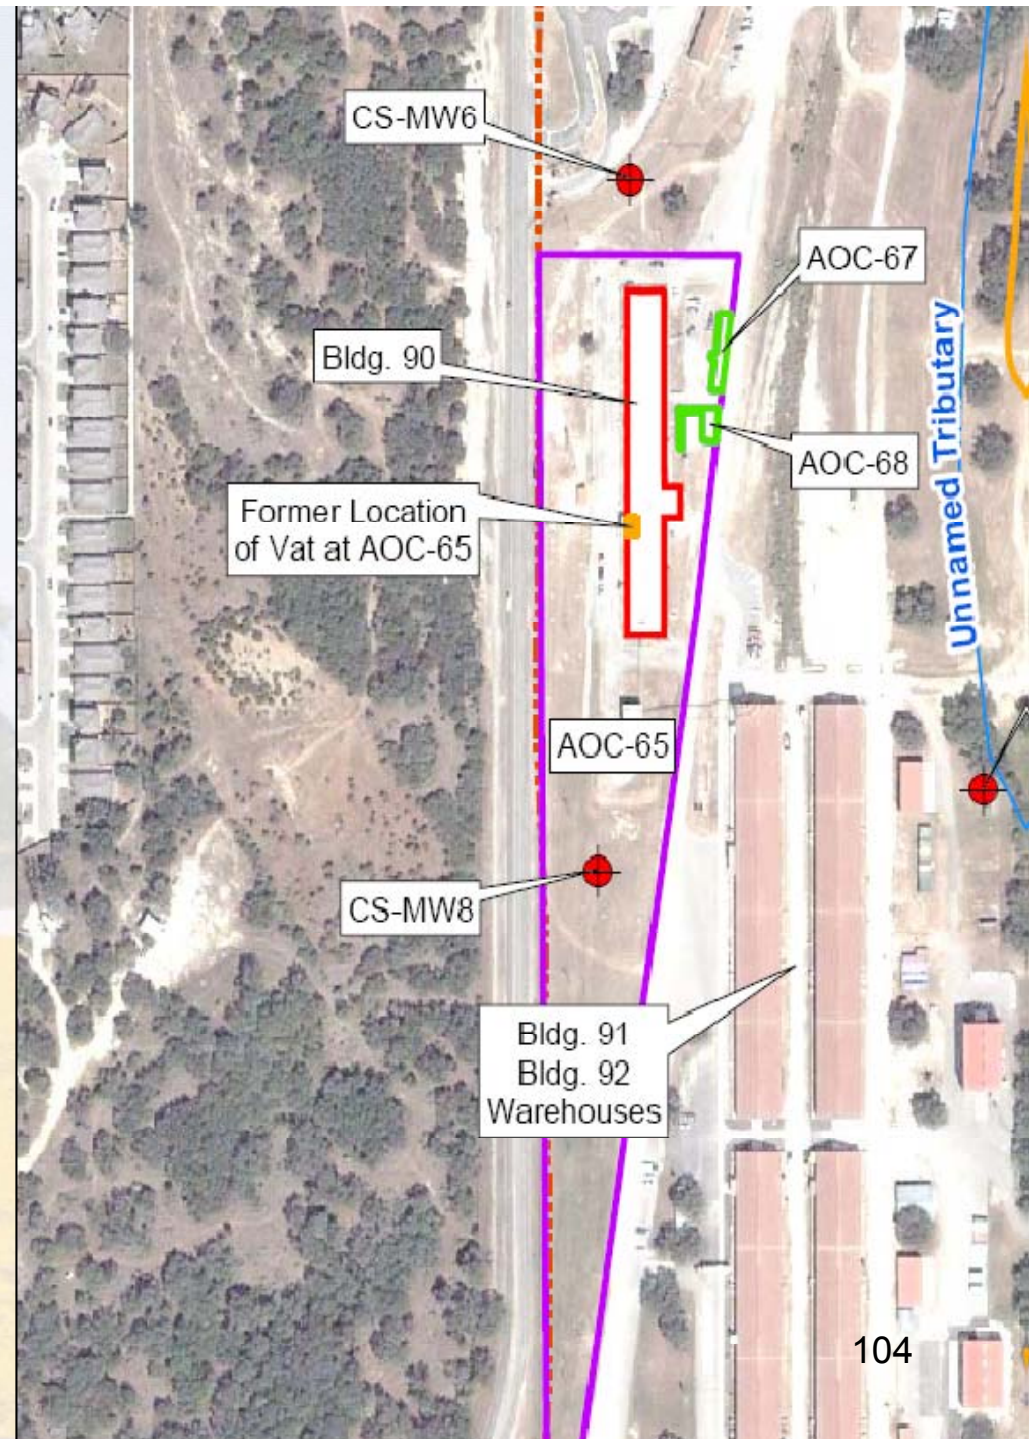 CS-MW6
AOC-67
Bldg. 90
AOC-68
Unnamed Tributary
Former Location
of Vat at AOC-65
AOC-65
CS-MW8
Bldg. 91
Bldg. 92
Warehouses
104